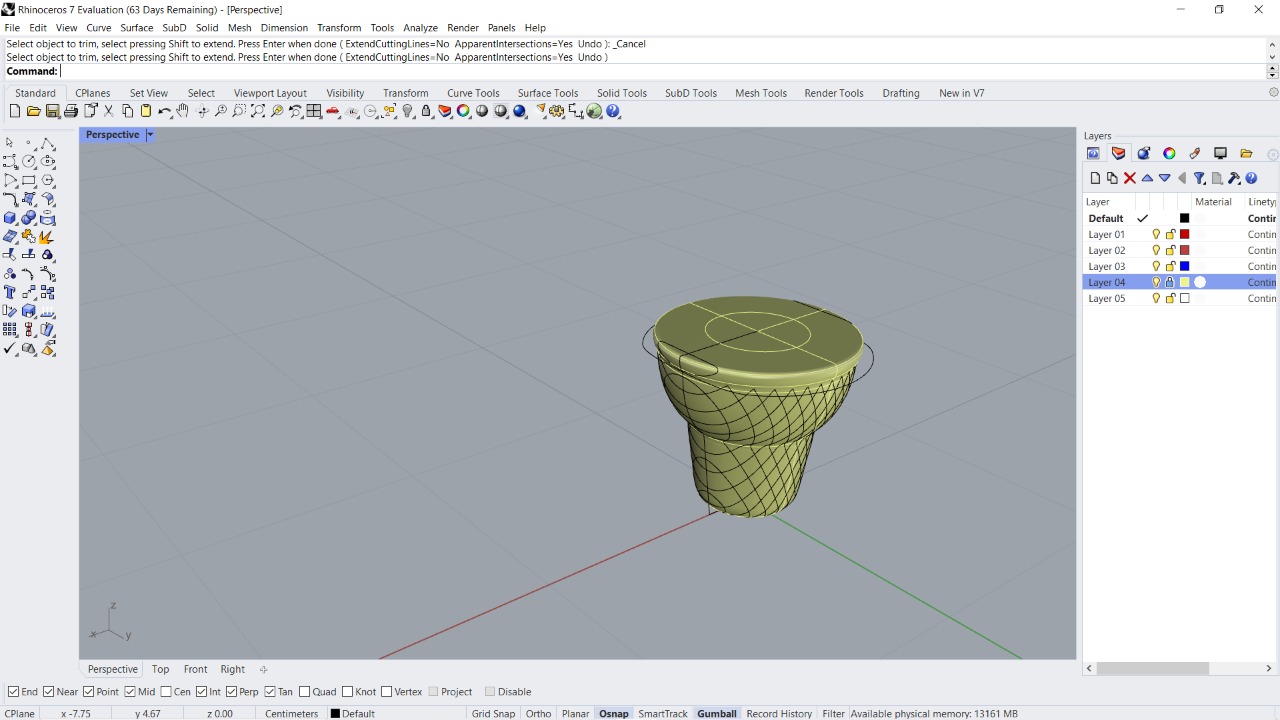 Rhinoceros 7 Evaluation (63 Days Remaining) - [Perspective]
File Edit View Curve Surface SubD Solid Mesh Dimension Transform Tools Analyze Render Panels Help
Select object to trim, select pressing Shift to extend. Press Enter when done ( ExtendCuttingLines=No ApparentIntersections=Yes Undo ): _Cancel
Select object to trim, select pressing Shift to extend. Press Enter when done ( ExtendCuttingLines=No ApparentIntersections=Yes Undo )
Command:
Standard CPlanes Set View Select Viewport Layout Visibility Transform Curve Tools Surface Tools Solid Tools SubD Tools Mesh Tools Render Tools Drafting New in V7
Perspective
Layers
Layer Material Linety
Default Contin
Layer 01 Contin
Layer 02 Contin
Layer 03 Contin
Layer 04 Contin
Layer 05 Contin
z
x y
Perspective Top Front Right
End Near Point Mid Cen Int Perp Tan Quad Knot Vertex Project Disable
CPlane x -7.75 y 4.67 z 0.00 Centimeters Default Grid Snap Ortho Planar Osnap SmartTrack Gumball Record History Filter Available physical memory: 13161 MB